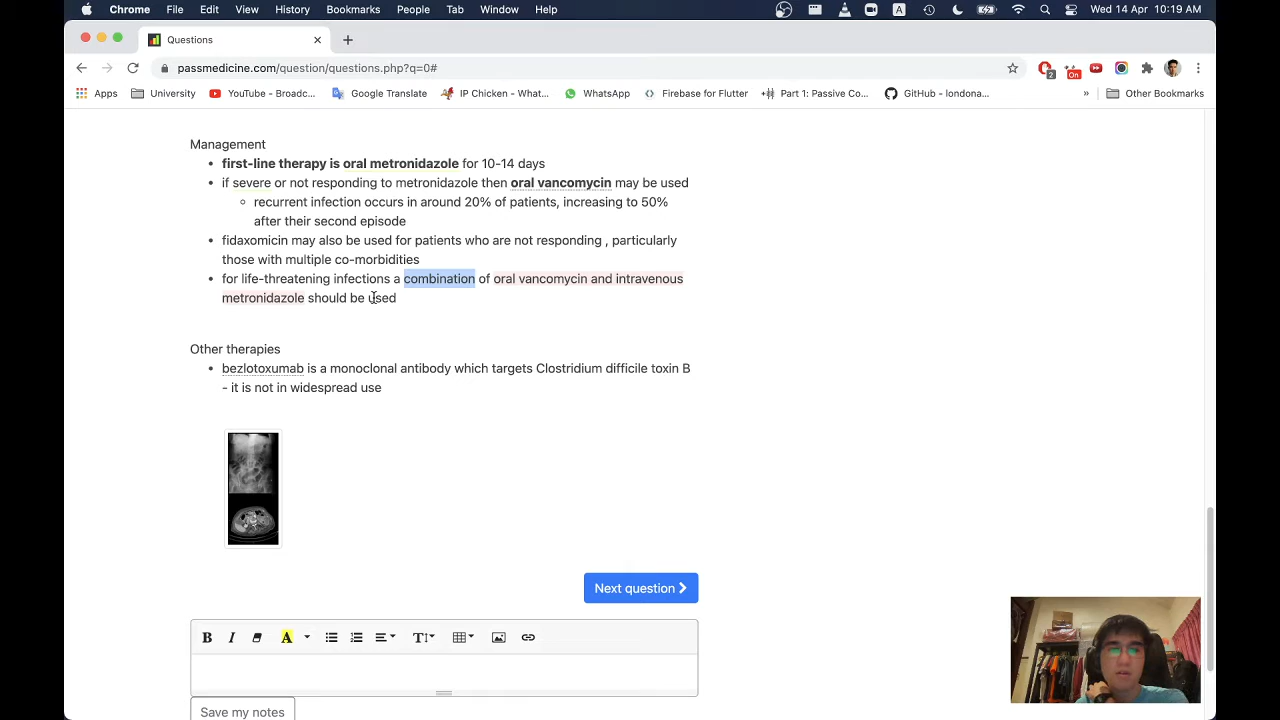 Chrome File Edit View History Bookmarks People Tab Window Help A Wed 14 Apr 10:19 AM
Questions
passmedicine.com/question/questions.php?q=0#
2 On
Apps University YouTube - Broadc... Google Translate IP Chicken - What... WhatsApp Firebase for Flutter Part 1: Passive Co... GitHub - londona... » Other Bookmarks
Management
• first-line therapy is oral metronidazole for 10-14 days
• if severe or not responding to metronidazole then oral vancomycin may be used
recurrent infection occurs in around 20% of patients, increasing to 50%
after their second episode
• fidaxomicin may also be used for patients who are not responding , particularly
those with multiple co-morbidities
• for life-threatening infections a combination of oral vancomycin and intravenous
metronidazole should be used
Other therapies
• bezlotoxumab is a monoclonal antibody which targets Clostridium difficile toxin B
- it is not in widespread use
Next question
B I A T
Save my notes